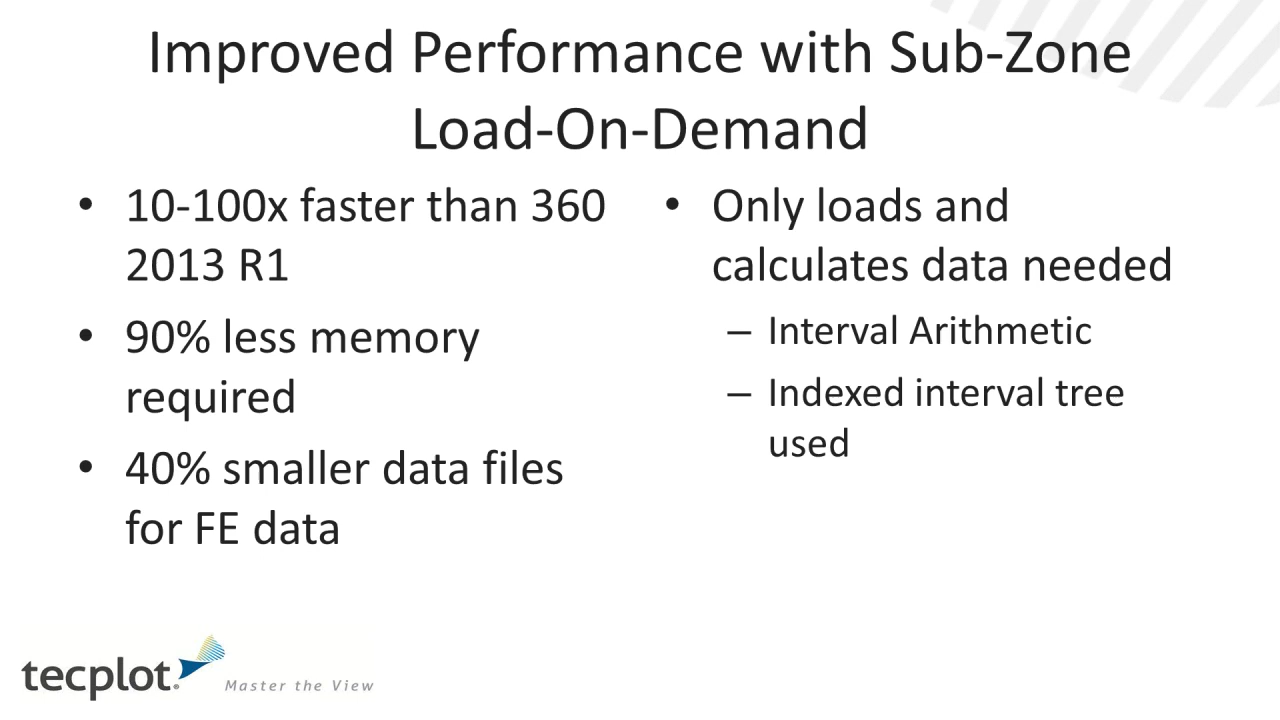 Improved Performance with Sub-Zone
Load-On-Demand
• 10-100x faster than 360
2013 R1
• 90% less memory
required
• 40% smaller data files
for FE data
• Only loads and
calculates data needed
– Interval Arithmetic
– Indexed interval tree
used
tecplot®
Master the View